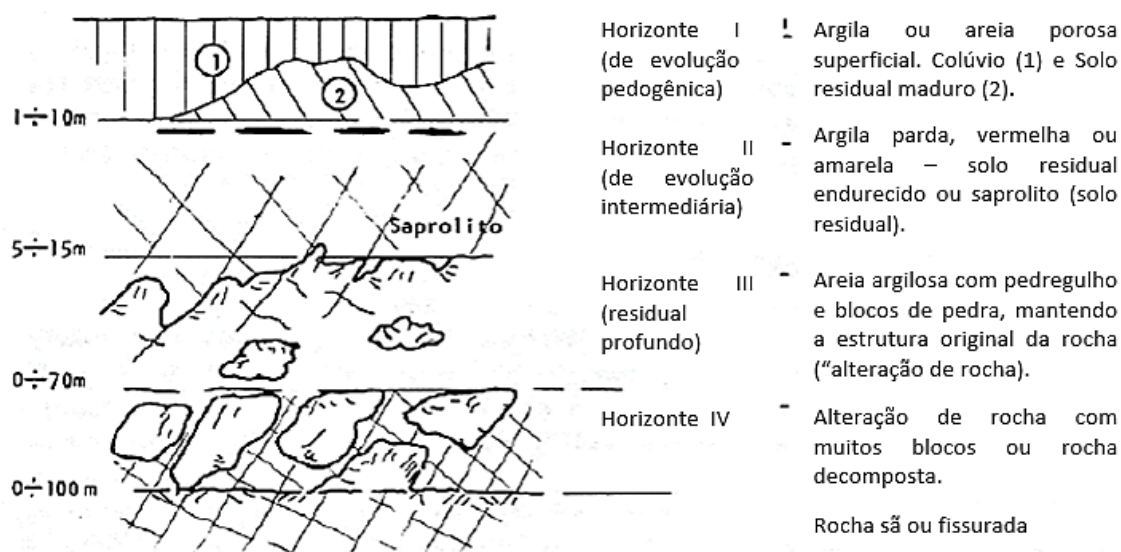 1
2
1÷10m
Saprolito
5÷15m
0÷70m
0÷100 m
Horizonte I
(de evolução
pedogênica)
Argila ou areia porosa
superficial. Colúvio (1) e Solo
residual maduro (2).
Horizonte II -
(de evolução
intermediária)
Argila parda, vermelha ou
amarela – solo residual
endurecido ou saprolito (solo
residual).
Horizonte III -
(residual
profundo)
Areia argilosa com pedregulho
e blocos de pedra, mantendo
a estrutura original da rocha
(“alteração de rocha).
Horizonte IV -
Alteração de rocha com
muitos blocos ou rocha
decomposta.
Rocha sã ou fissurada